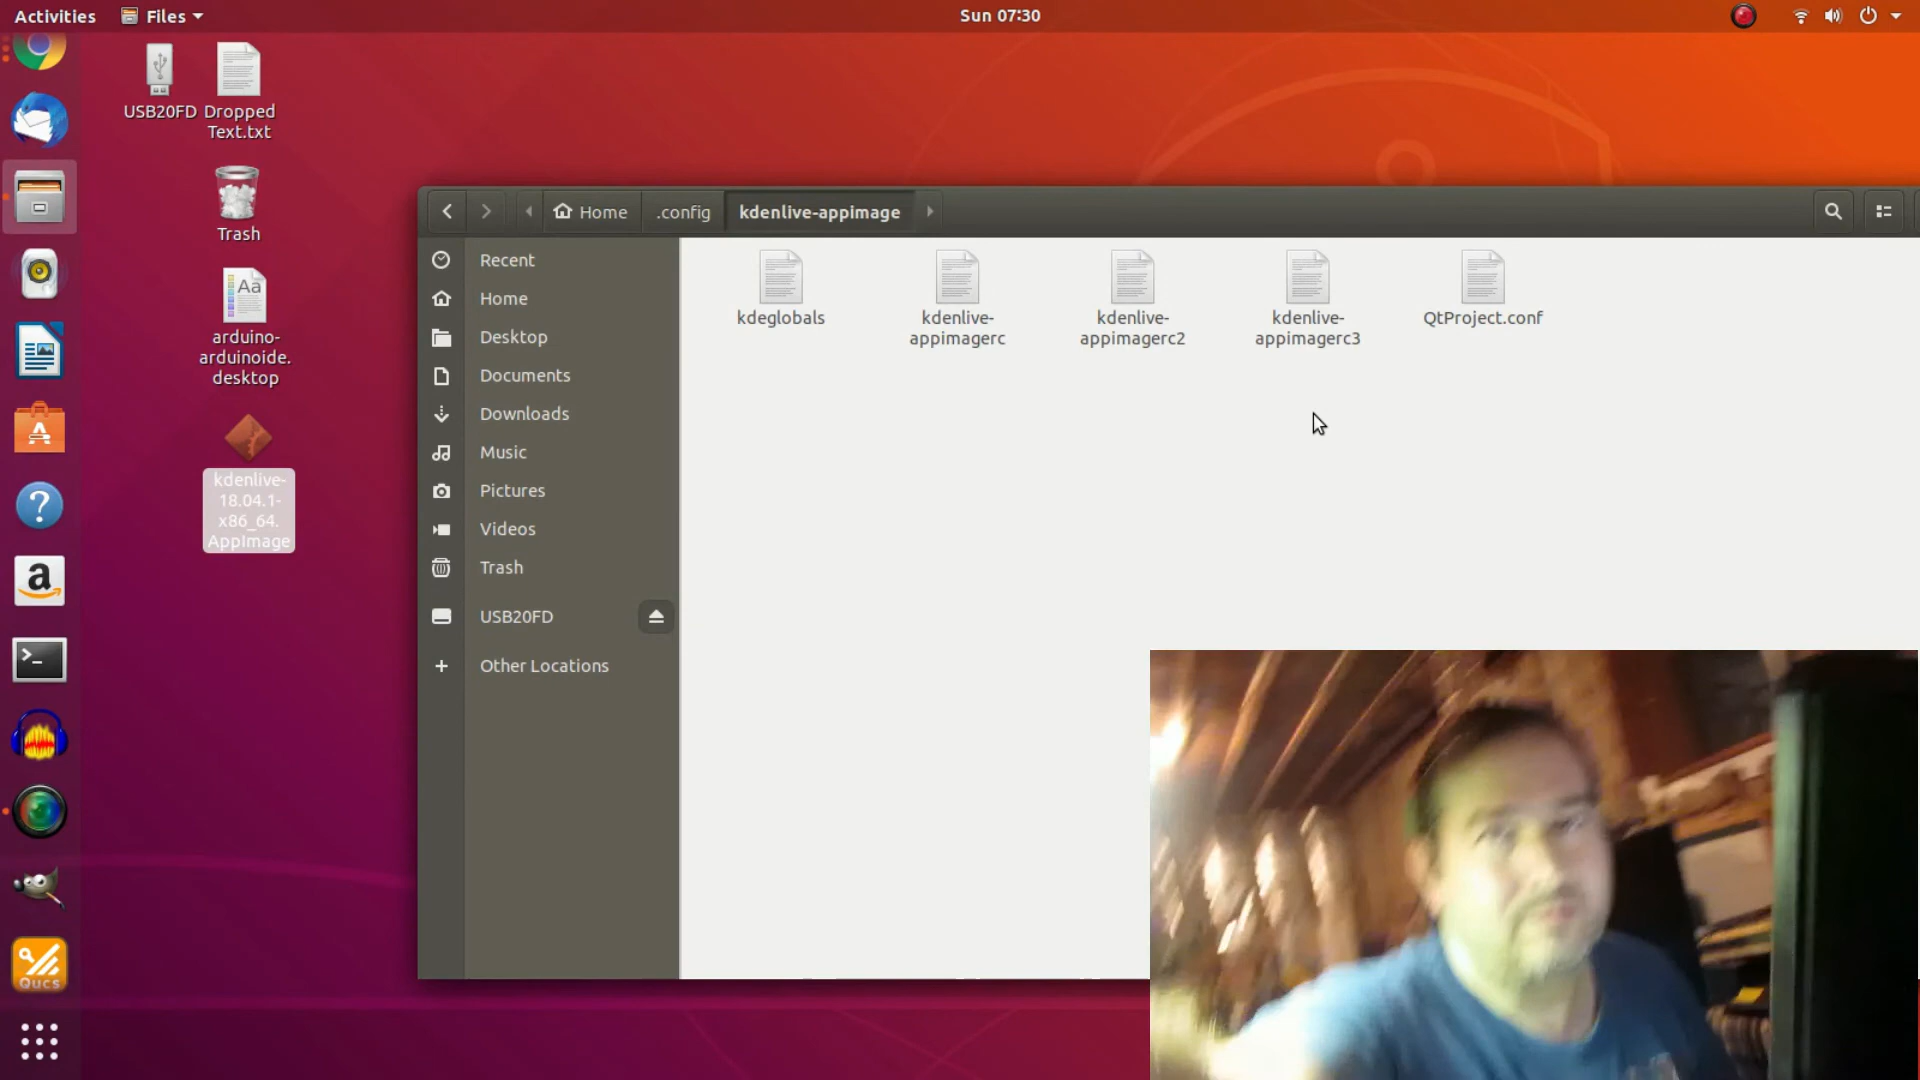 Activities
Files
Sun 07:30
USB20FD
Dropped
Text.txt
Trash
Aa
arduino-
arduinoide.
desktop
kdenlive-
18.04.1-
x86_64.
AppImage
Home
.config
kdenlive-appimage
Recent
Home
Desktop
Documents
Downloads
Music
Pictures
Videos
Trash
USB20FD
Other Locations
kdeglobals
kdenlive-
appimagerc
kdenlive-
appimagerc2
kdenlive-
appimagerc3
QtProject.conf
A
?
a
>_
Qucs